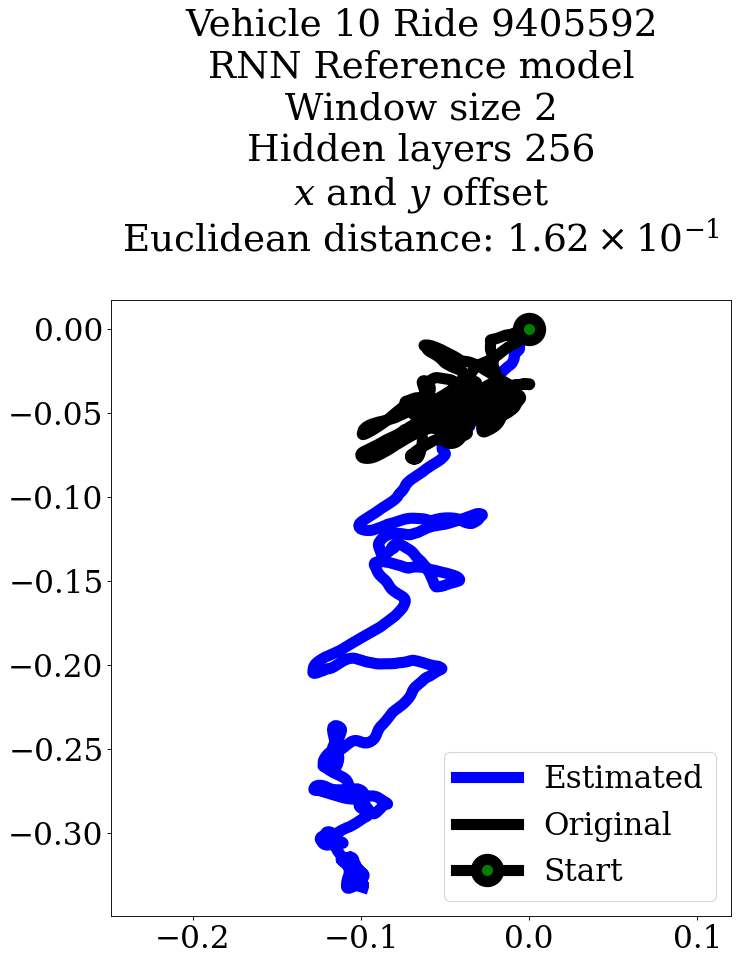 Vehicle 10 Ride 9405592
RNN Reference model
Window size 2
Hidden layers 256
x and y offset
Euclidean distance: 1.62 × 10⁻¹
0.00
−0.05
−0.10
−0.15
−0.20
−0.25
−0.30
Estimated
Original
Start
−0.2
−0.1
0.0
0.1